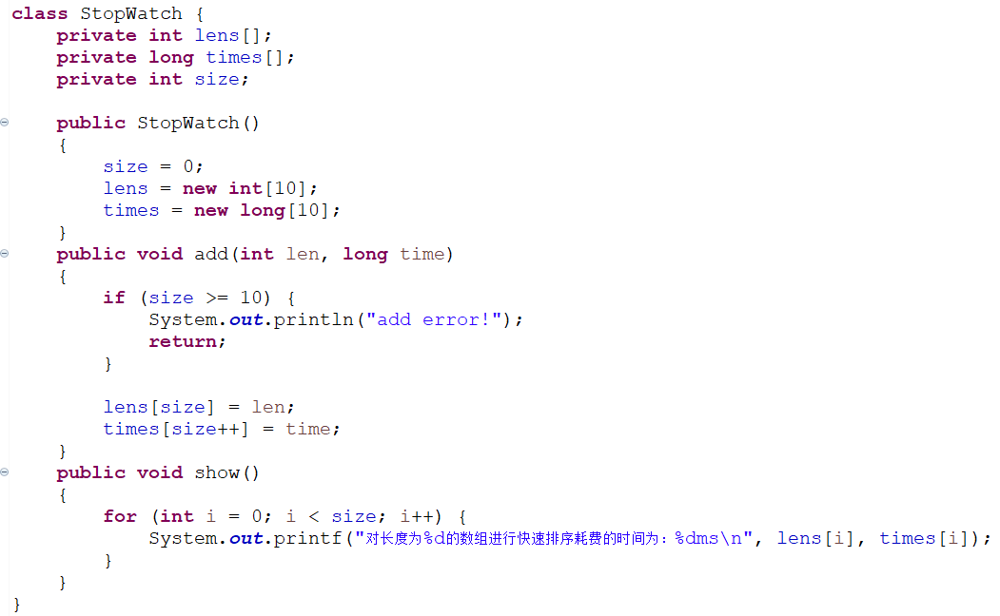 class StopWatch {
    private int lens[];
    private long times[];
    private int size;

    public StopWatch()
    {
        size = 0;
        lens = new int[10];
        times = new long[10];
    }
    public void add(int len, long time)
    {
        if (size >= 10) {
            System.out.println("add error!");
            return;
        }

        lens[size] = len;
        times[size++] = time;
    }
    public void show()
    {
        for (int i = 0; i < size; i++) {
            System.out.printf("对长度为%d的数组进行快速排序耗费的时间为：%dms\n", lens[i], times[i]);
        }
    }
}